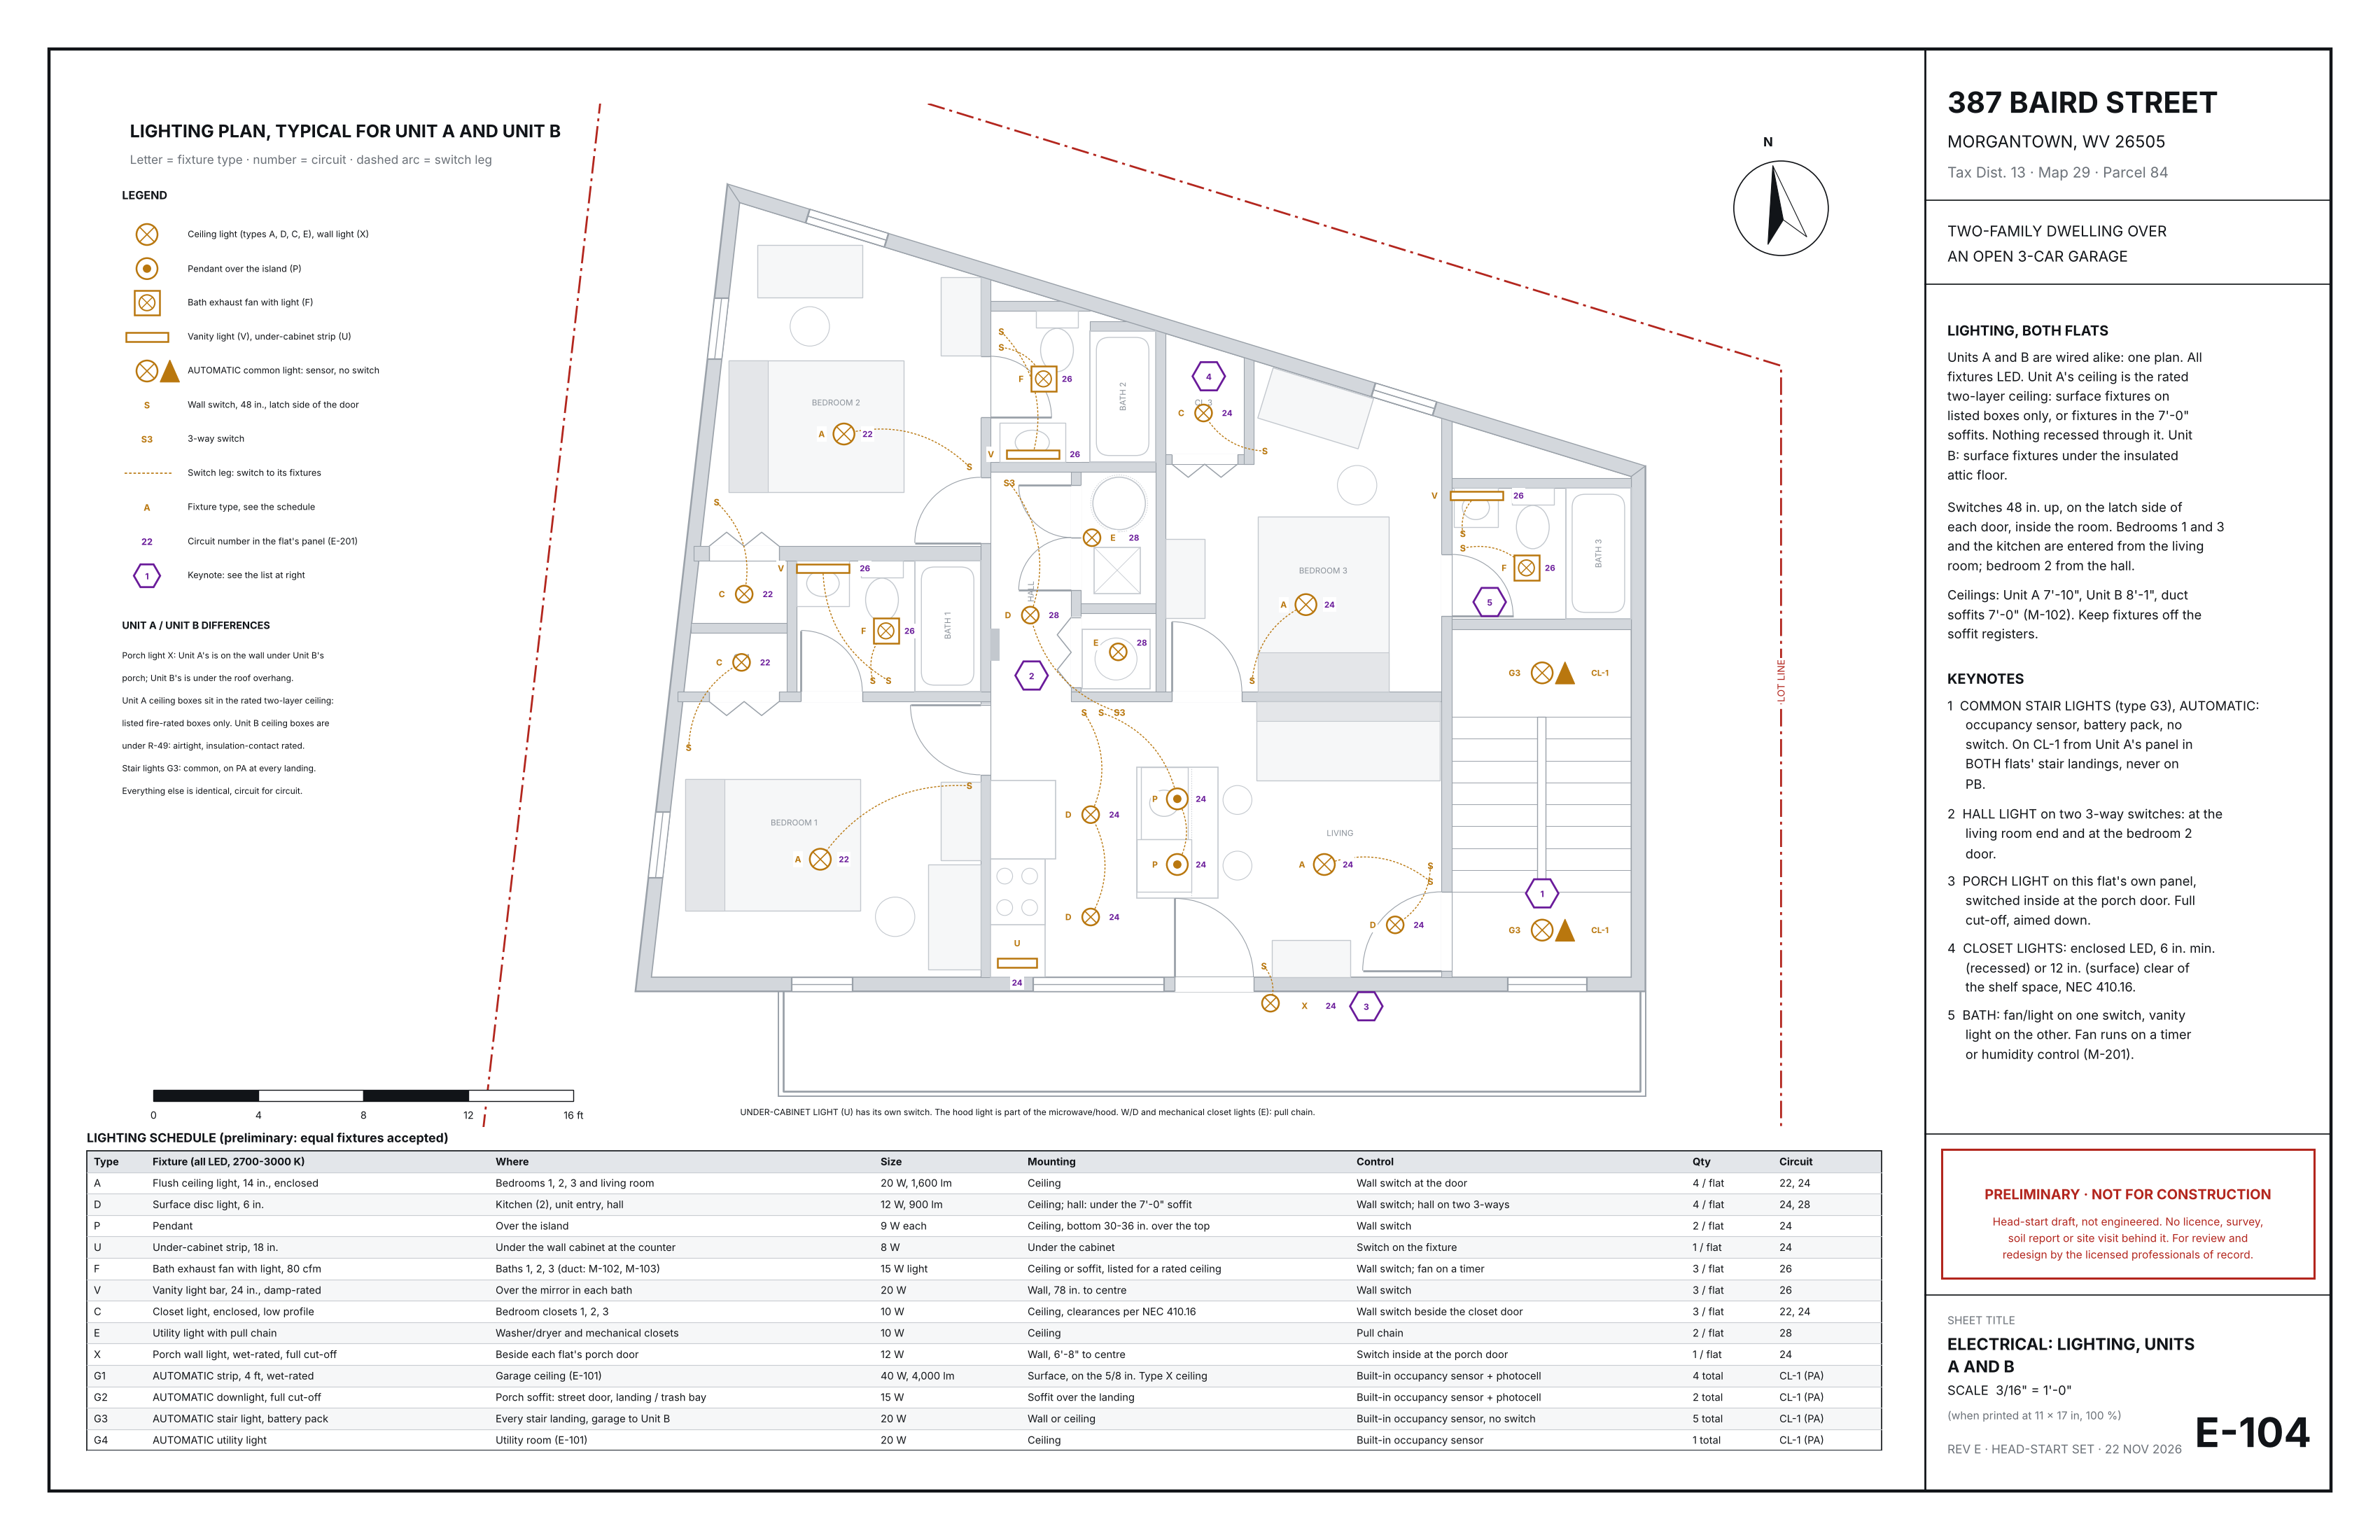 LIGHTING PLAN, TYPICAL FOR UNIT A AND UNIT B
Letter = fixture type · number = circuit · dashed arc = switch leg
LEGEND
Ceiling light (types A, D, C, E), wall light (X)
Pendant over the island (P)
Bath exhaust fan with light (F)
Vanity light (V), under-cabinet strip (U)
AUTOMATIC common light: sensor, no switch
S Wall switch, 48 in., latch side of the door
S3 3-way switch
Switch leg: switch to its fixtures
A Fixture type, see the schedule
22 Circuit number in the flat's panel (E-201)
1 Keynote: see the list at right
UNIT A / UNIT B DIFFERENCES
Porch light X: Unit A's is on the wall under Unit B's
porch; Unit B's is under the roof overhang.
Unit A ceiling boxes sit in the rated two-layer ceiling:
listed fire-rated boxes only. Unit B ceiling boxes are
under R-49: airtight, insulation-contact rated.
Stair lights G3: common, on PA at every landing.
Everything else is identical, circuit for circuit.
N
S
S
F 26
BATH 2
4
CL 3
C 24
BEDROOM 2
A 22
S
V 26
S
S3
S
V 26
S
S
F 26
BATH 3
E 28
BEDROOM 3
A 24
5
V 26
C 22
F 26
BATH 1
HALL
D 28
E 28
C 22
S S
2
S
G3 CL-1
LOT LINE
S S S3
S
S
BEDROOM 1
A 22
D 24
P 24
LIVING
P 24
A 24
S
S
1
D 24
D 24
G3 CL-1
U
24
S
X 24 3
0 4 8 12 16 ft
UNDER-CABINET LIGHT (U) has its own switch. The hood light is part of the microwave/hood. W/D and mechanical closet lights (E): pull chain.
LIGHTING SCHEDULE (preliminary: equal fixtures accepted)
Type Fixture (all LED, 2700-3000 K) Where Size Mounting Control Qty Circuit
A Flush ceiling light, 14 in., enclosed Bedrooms 1, 2, 3 and living room 20 W, 1,600 lm Ceiling Wall switch at the door 4 / flat 22, 24
D Surface disc light, 6 in. Kitchen (2), unit entry, hall 12 W, 900 lm Ceiling; hall: under the 7'-0" soffit Wall switch; hall on two 3-ways 4 / flat 24, 28
P Pendant Over the island 9 W each Ceiling, bottom 30-36 in. over the top Wall switch 2 / flat 24
U Under-cabinet strip, 18 in. Under the wall cabinet at the counter 8 W Under the cabinet Switch on the fixture 1 / flat 24
F Bath exhaust fan with light, 80 cfm Baths 1, 2, 3 (duct: M-102, M-103) 15 W light Ceiling or soffit, listed for a rated ceiling Wall switch; fan on a timer 3 / flat 26
V Vanity light bar, 24 in., damp-rated Over the mirror in each bath 20 W Wall, 78 in. to centre Wall switch 3 / flat 26
C Closet light, enclosed, low profile Bedroom closets 1, 2, 3 10 W Ceiling, clearances per NEC 410.16 Wall switch beside the closet door 3 / flat 22, 24
E Utility light with pull chain Washer/dryer and mechanical closets 10 W Ceiling Pull chain 2 / flat 28
X Porch wall light, wet-rated, full cut-off Beside each flat's porch door 12 W Wall, 6'-8" to centre Switch inside at the porch door 1 / flat 24
G1 AUTOMATIC strip, 4 ft, wet-rated Garage ceiling (E-101) 40 W, 4,000 lm Surface, on the 5/8 in. Type X ceiling Built-in occupancy sensor + photocell 4 total CL-1 (PA)
G2 AUTOMATIC downlight, full cut-off Porch soffit: street door, landing / trash bay 15 W Soffit over the landing Built-in occupancy sensor + photocell 2 total CL-1 (PA)
G3 AUTOMATIC stair light, battery pack Every stair landing, garage to Unit B 20 W Wall or ceiling Built-in occupancy sensor, no switch 5 total CL-1 (PA)
G4 AUTOMATIC utility light Utility room (E-101) 20 W Ceiling Built-in occupancy sensor 1 total CL-1 (PA)
387 BAIRD STREET
MORGANTOWN, WV 26505
Tax Dist. 13 · Map 29 · Parcel 84
TWO-FAMILY DWELLING OVER
AN OPEN 3-CAR GARAGE
LIGHTING, BOTH FLATS
Units A and B are wired alike: one plan. All
fixtures LED. Unit A's ceiling is the rated
two-layer ceiling: surface fixtures on
listed boxes only, or fixtures in the 7'-0"
soffits. Nothing recessed through it. Unit
B: surface fixtures under the insulated
attic floor.
Switches 48 in. up, on the latch side of
each door, inside the room. Bedrooms 1 and 3
and the kitchen are entered from the living
room; bedroom 2 from the hall.
Ceilings: Unit A 7'-10", Unit B 8'-1", duct
soffits 7'-0" (M-102). Keep fixtures off the
soffit registers.
KEYNOTES
1 COMMON STAIR LIGHTS (type G3), AUTOMATIC:
occupancy sensor, battery pack, no
switch. On CL-1 from Unit A's panel in
BOTH flats' stair landings, never on
PB.
2 HALL LIGHT on two 3-way switches: at the
living room end and at the bedroom 2
door.
3 PORCH LIGHT on this flat's own panel,
switched inside at the porch door. Full
cut-off, aimed down.
4 CLOSET LIGHTS: enclosed LED, 6 in. min.
(recessed) or 12 in. (surface) clear of
the shelf space, NEC 410.16.
5 BATH: fan/light on one switch, vanity
light on the other. Fan runs on a timer
or humidity control (M-201).
PRELIMINARY · NOT FOR CONSTRUCTION
Head-start draft, not engineered. No licence, survey,
soil report or site visit behind it. For review and
redesign by the licensed professionals of record.
SHEET TITLE
ELECTRICAL: LIGHTING, UNITS
A AND B
SCALE 3/16" = 1'-0"
(when printed at 11 × 17 in, 100 %)
REV E · HEAD-START SET · 22 NOV 2026
E-104